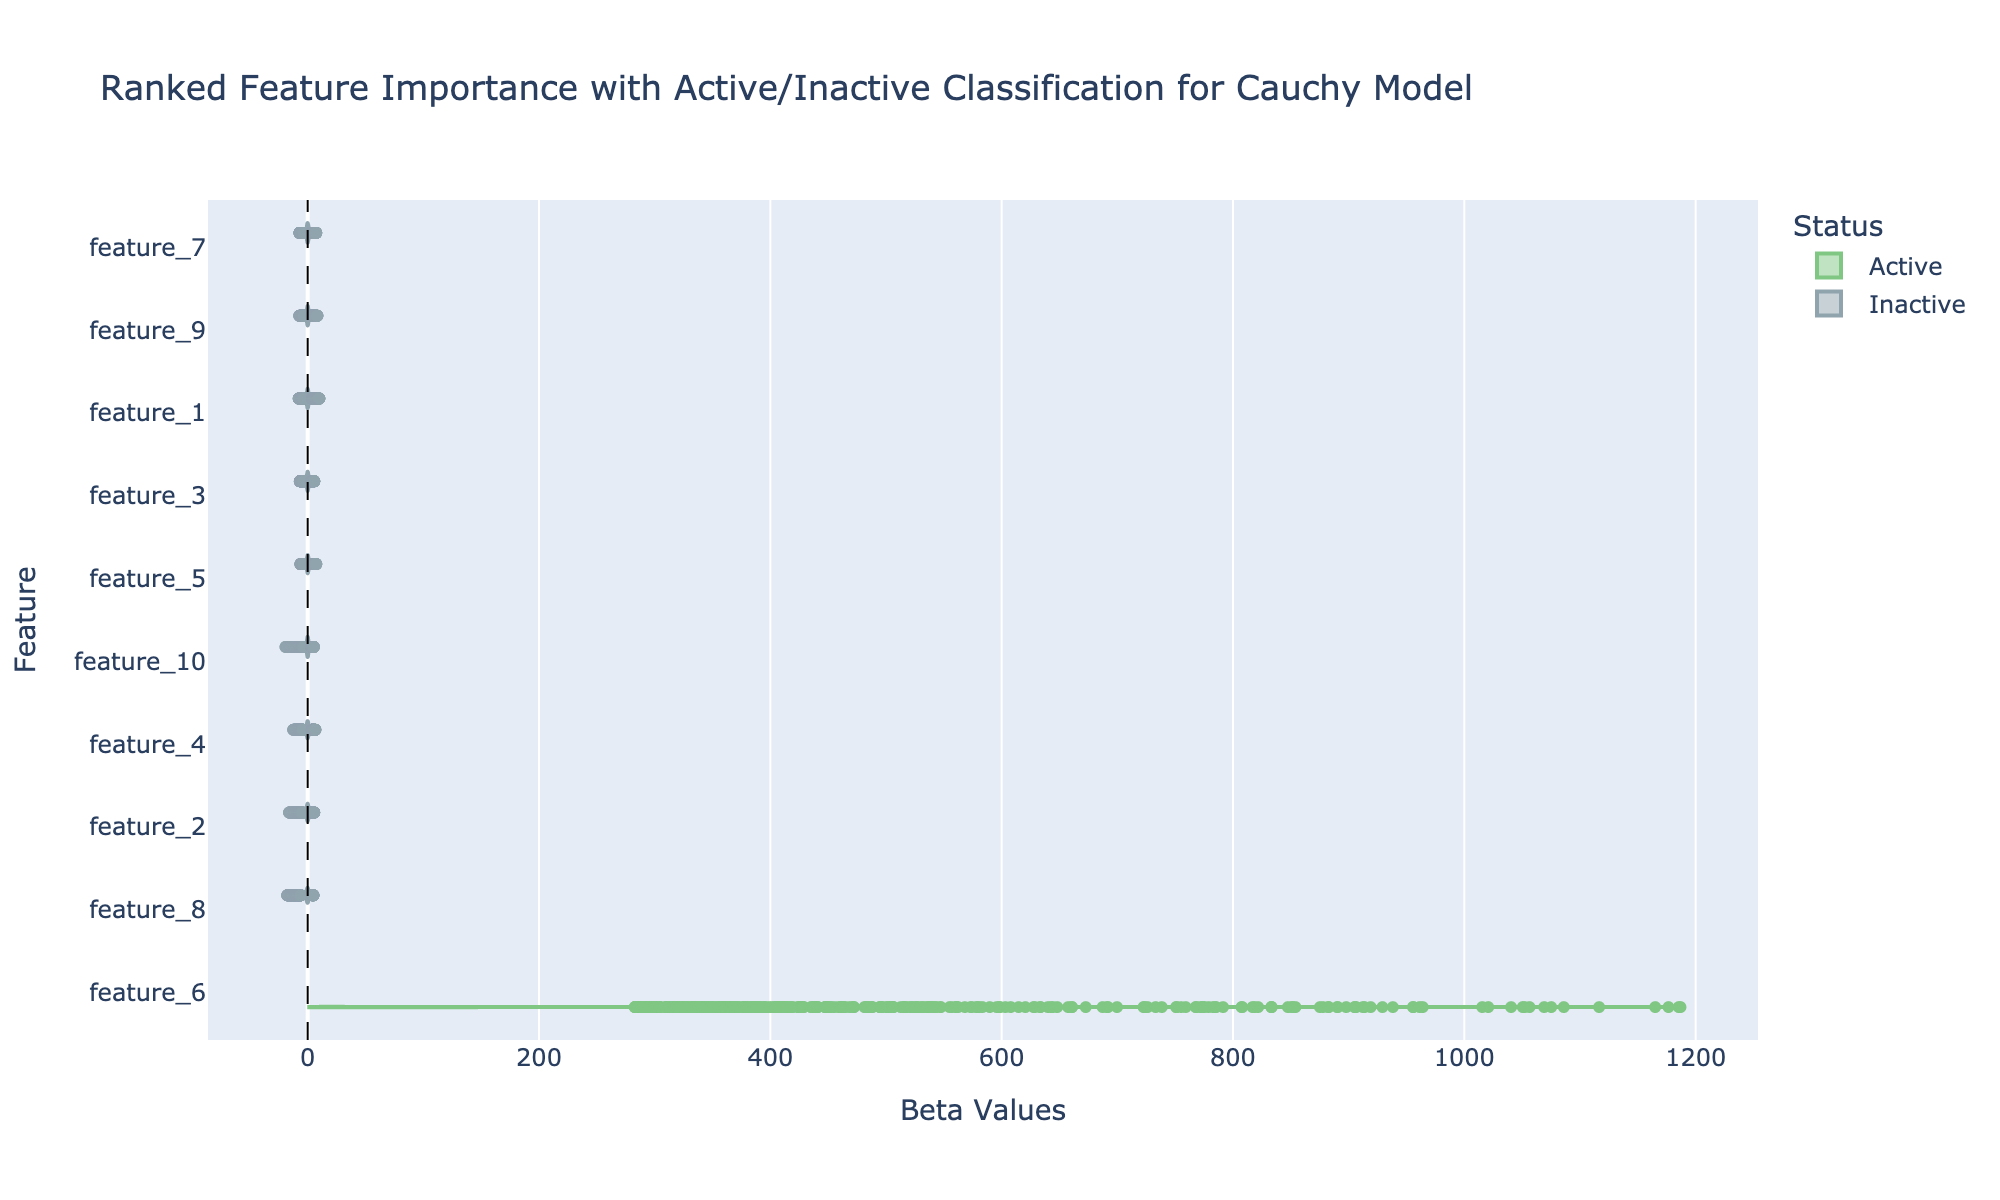 Ranked Feature Importance with Active/Inactive Classification for Cauchy Model
Status
Active
Inactive
feature_7
feature_9
feature_1
feature_3
feature_5
feature_10
feature_4
feature_2
feature_8
feature_6
Feature
0 200 400 600 800 1000 1200
Beta Values